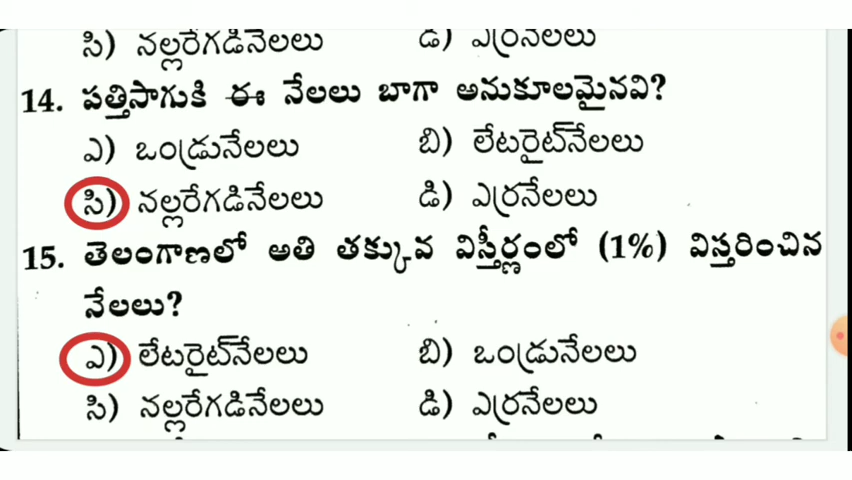 సి) నల్లరేగడినేలలు డి) ఎర్రనేలలు
14. పత్తిసాగుకి ఈ నేలలు బాగా అనుకూలమైనవి?
ఎ) ఒండ్రునేలలు బి) లేటరైట్‌నేలలు
సి) నల్లరేగడినేలలు డి) ఎర్రనేలలు
15. తెలంగాణలో అతి తక్కువ విస్తీర్ణంలో (1%) విస్తరించిన
నేలలు?
ఎ) లేటరైట్‌నేలలు బి) ఒండ్రునేలలు
సి) నల్లరేగడినేలలు డి) ఎర్రనేలలు